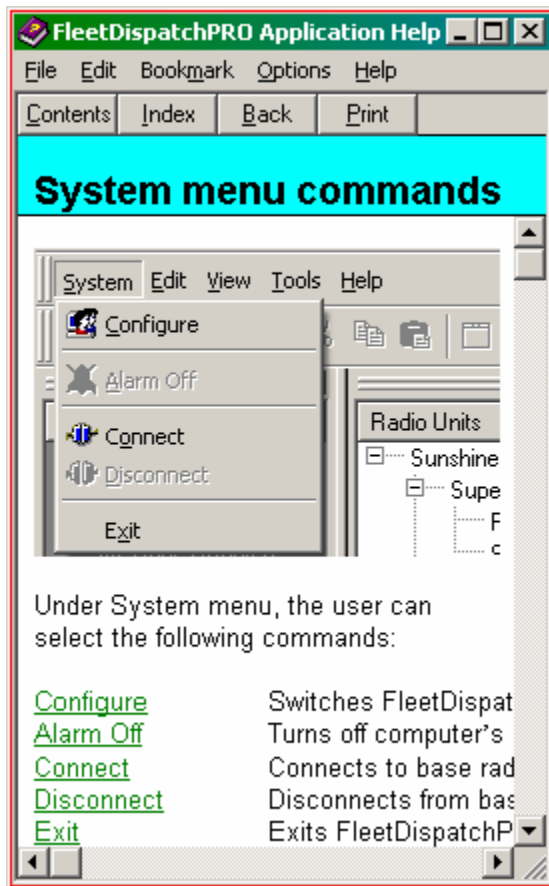 FleetDispatchPRO Application Help
File Edit Bookmark Options Help
Contents Index Back Print
System menu commands
System Edit View Tools Help
Configure
Alarm Off
Connect
Disconnect
Exit
Radio Units
Sunshine
Supe
F
c
Under System menu, the user can
select the following commands:
Configure Switches FleetDispat
Alarm Off Turns off computer's
Connect Connects to base rad
Disconnect Disconnects from bas
Exit Exits FleetDispatchP